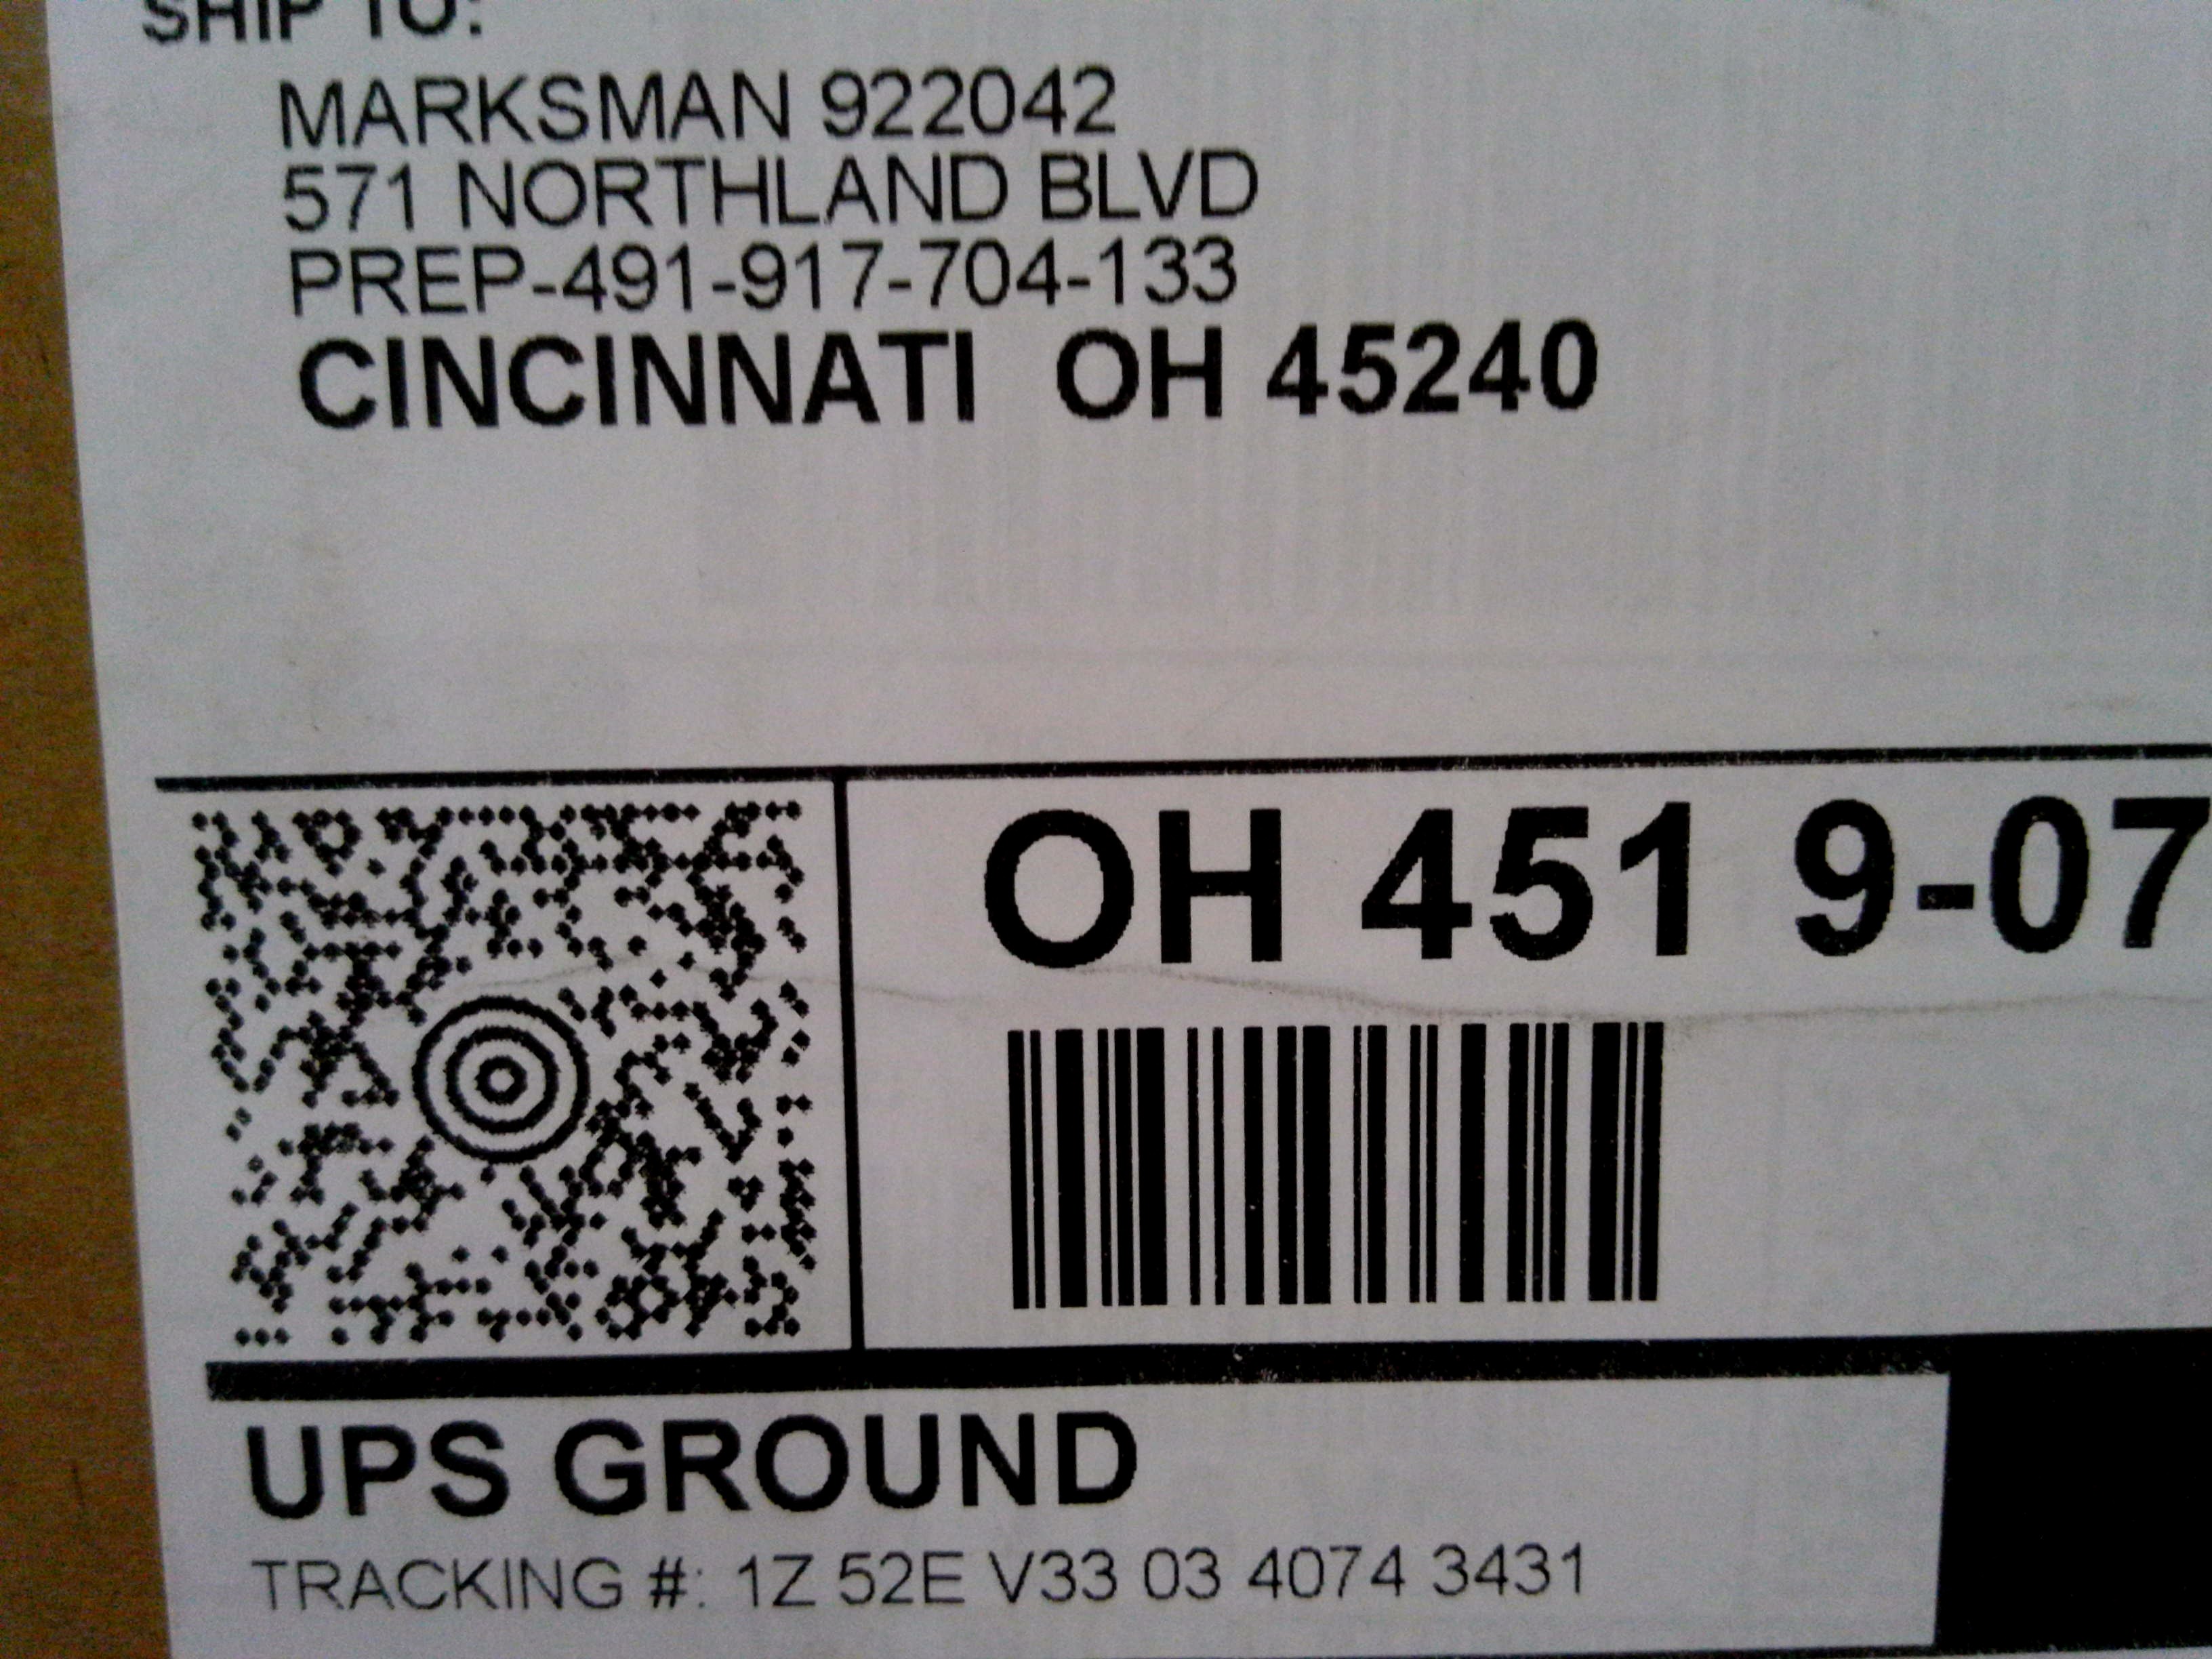 SHIP TO:
MARKSMAN 922042
571 NORTHLAND BLVD
PREP-491-917-704-133
CINCINNATI OH 45240
OH 451 9-07
UPS GROUND
TRACKING #: 1Z 52E V33 03 4074 3431